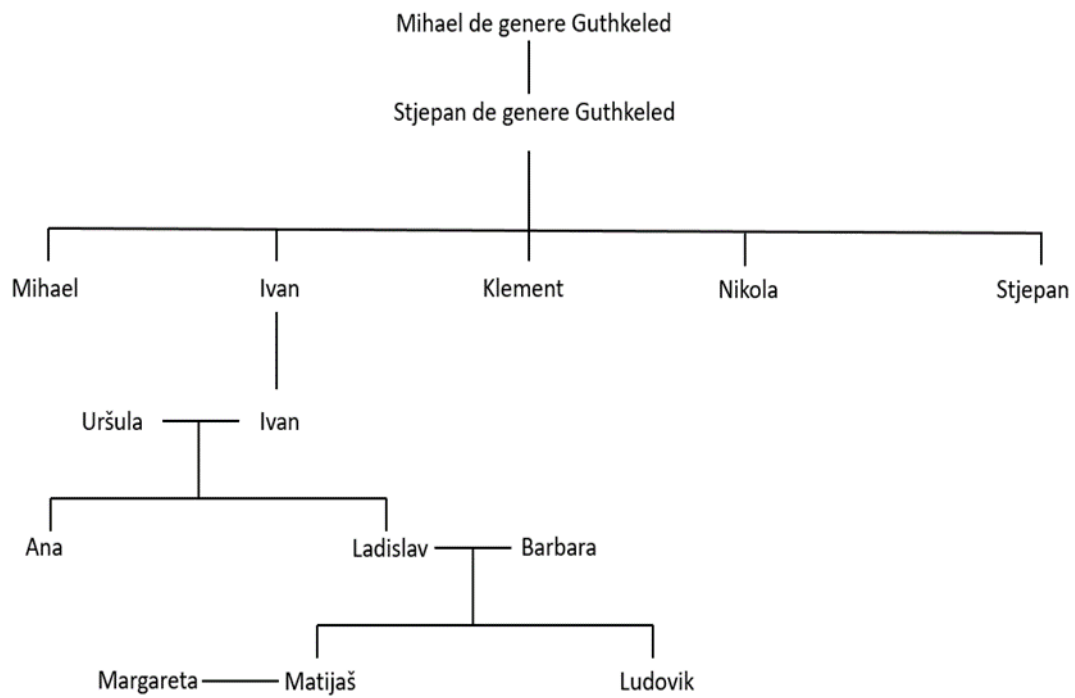 Mihael de genere Guthkeled
Stjepan de genere Guthkeled
Mihael Ivan Klement Nikola Stjepan
Uršula Ivan
Ana Ladislav Barbara
Margareta Matijaš Ludovik